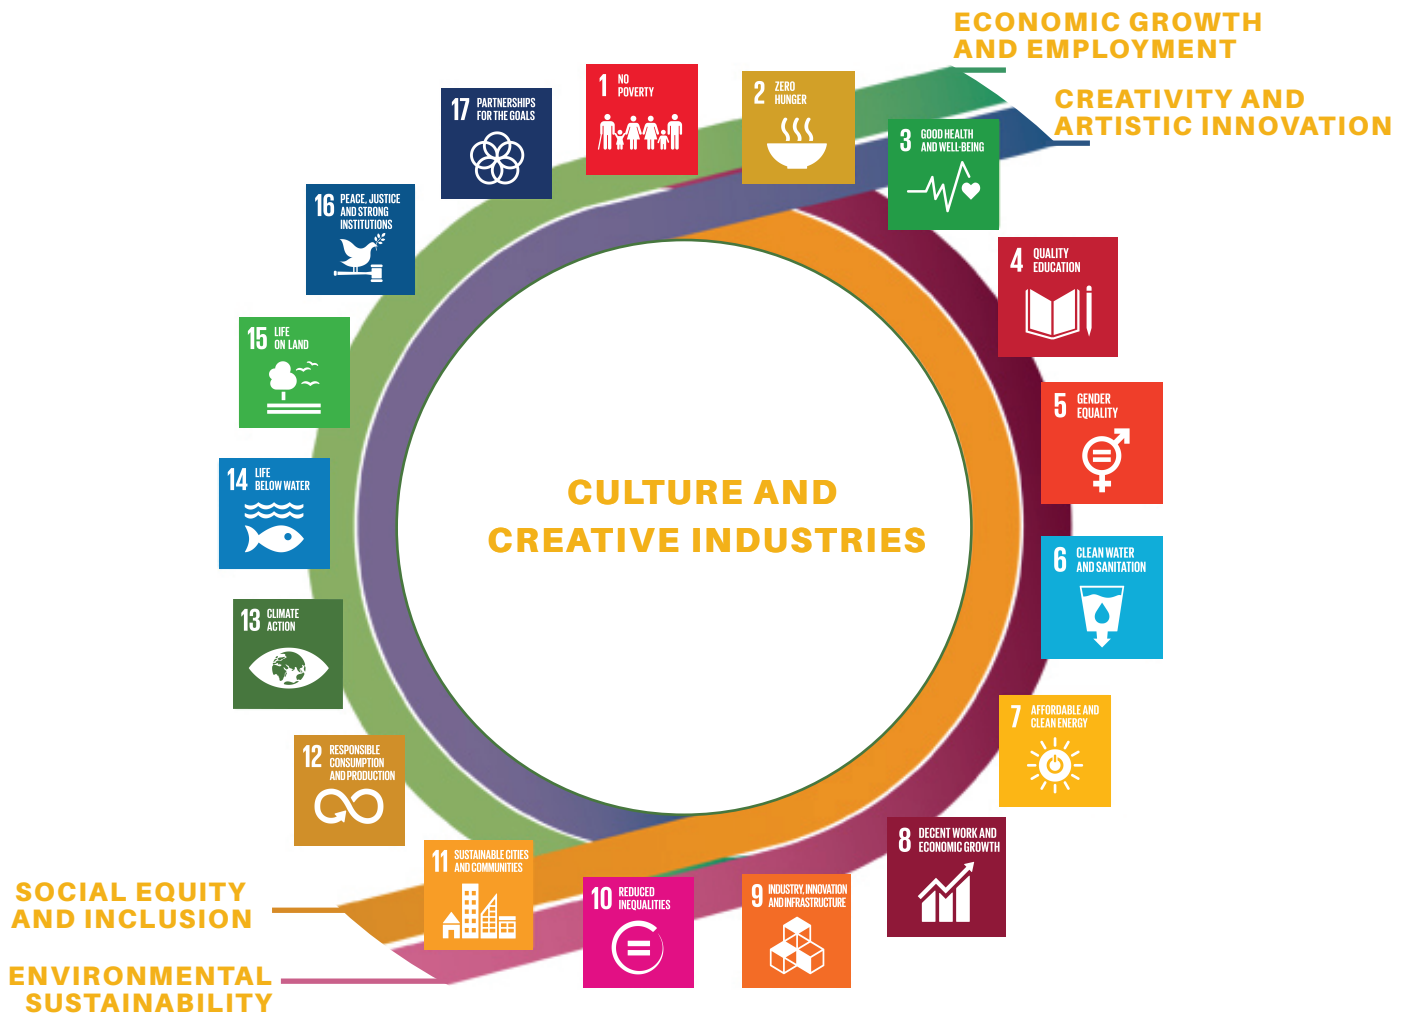 ECONOMIC GROWTH
AND EMPLOYMENT
CREATIVITY AND
ARTISTIC INNOVATION
1 NO
POVERTY
2 ZERO
HUNGER
3 GOOD HEALTH
AND WELL-BEING
4 QUALITY
EDUCATION
5 GENDER
EQUALITY
6 CLEAN WATER
AND SANITATION
7 AFFORDABLE AND
CLEAN ENERGY
8 DECENT WORK AND
ECONOMIC GROWTH
9 INDUSTRY, INNOVATION
AND INFRASTRUCTURE
10 REDUCED
INEQUALITIES
11 SUSTAINABLE CITIES
AND COMMUNITIES
12 RESPONSIBLE
CONSUMPTION
AND PRODUCTION
13 CLIMATE
ACTION
14 LIFE
BELOW WATER
15 LIFE
ON LAND
16 PEACE, JUSTICE
AND STRONG
INSTITUTIONS
17 PARTNERSHIPS
FOR THE GOALS
CULTURE AND
CREATIVE INDUSTRIES
SOCIAL EQUITY
AND INCLUSION
ENVIRONMENTAL
SUSTAINABILITY